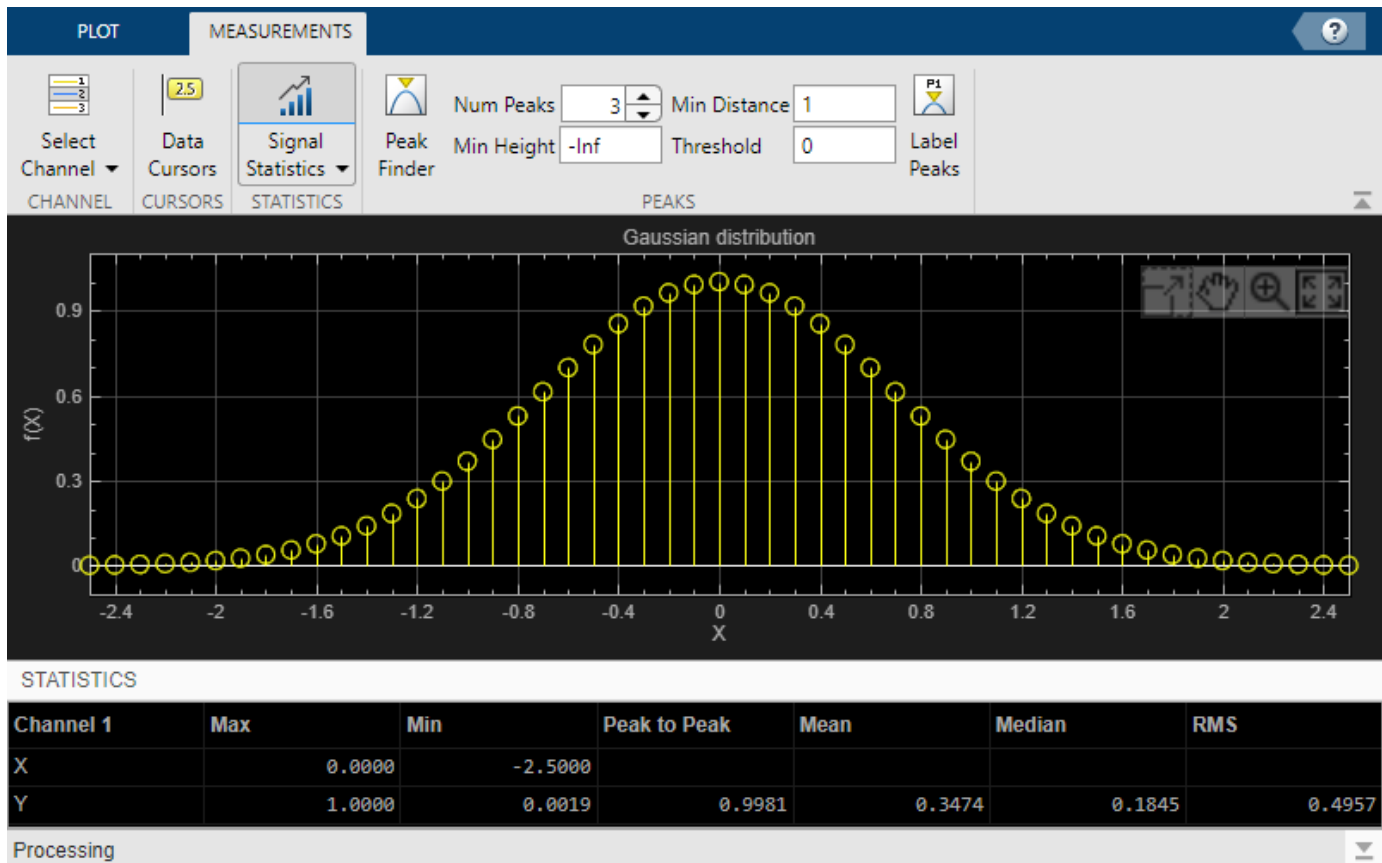 PLOT MEASUREMENTS ?
1
2
3
2.5
P1
Select Channel
Data Cursors
Signal Statistics
Peak Finder
Num Peaks 3 Min Distance 1
Min Height -Inf Threshold 0
Label Peaks
CHANNEL CURSORS STATISTICS PEAKS
Gaussian distribution
0.9
0.6
0.3
0
f(X)
-2.4 -2 -1.6 -1.2 -0.8 -0.4 0 0.4 0.8 1.2 1.6 2 2.4
X
STATISTICS
Channel 1 Max Min Peak to Peak Mean Median RMS
X 0.0000 -2.5000
Y 1.0000 0.0019 0.9981 0.3474 0.1845 0.4957
Processing